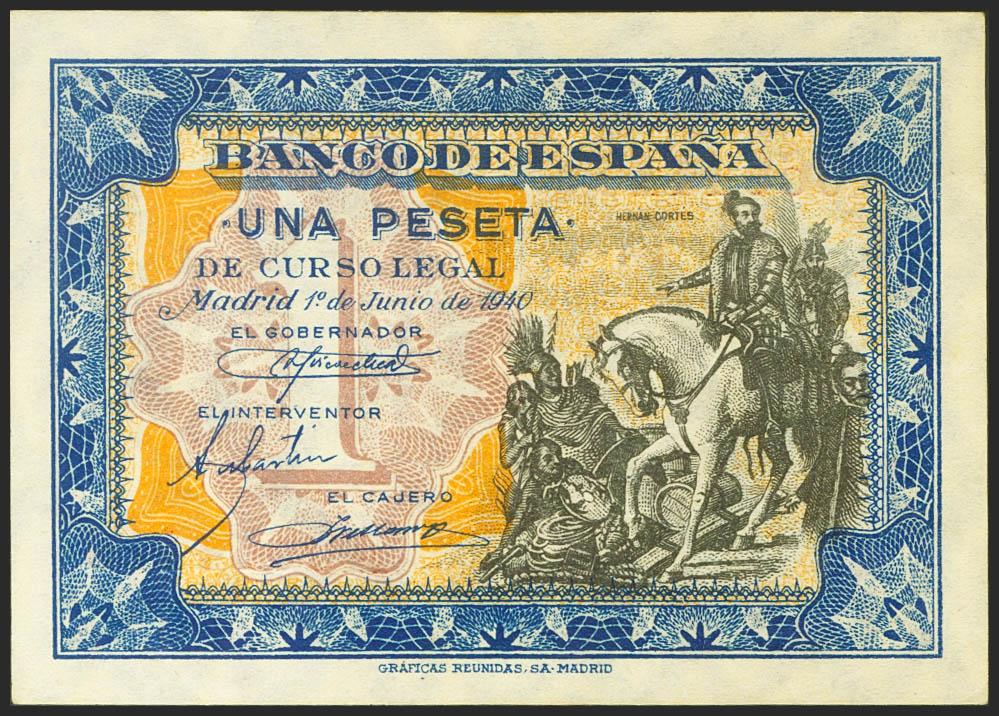 BANCO DE ESPAÑA
·UNA PESETA·
HERNAN CORTES
DE CURSO LEGAL
Madrid 1º de Junio de 1940
EL GOBERNADOR
EL INTERVENTOR
1
EL CAJERO
GRÁFICAS REUNIDAS, S.A.-MADRID